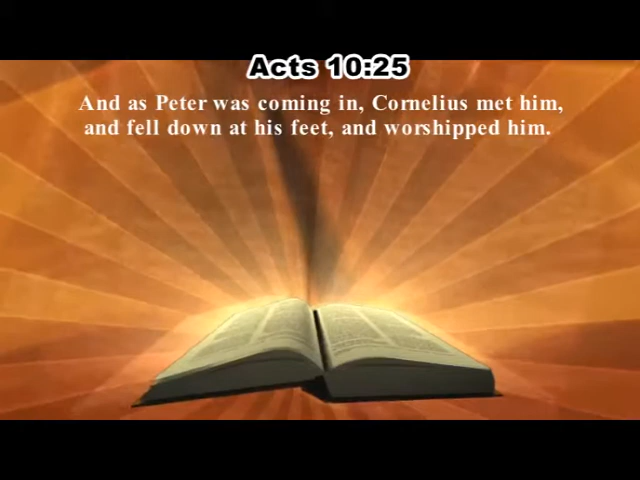 Acts 10:25
And as Peter was coming in, Cornelius met him,
and fell down at his feet, and worshipped him.